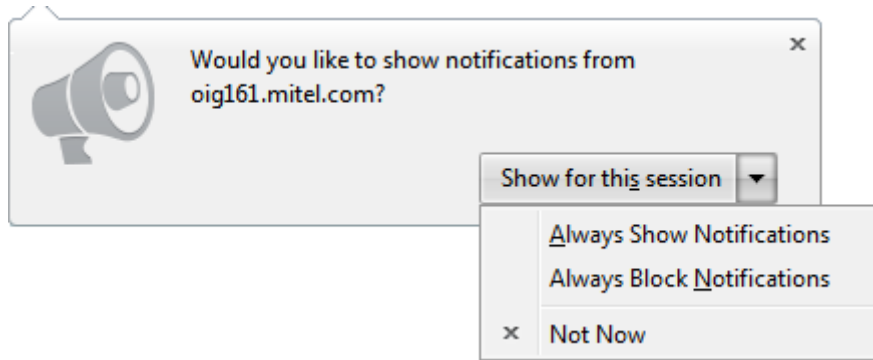 Would you like to show notifications from
oig161.mitel.com?
Show for this session
Always Show Notifications
Always Block Notifications
Not Now